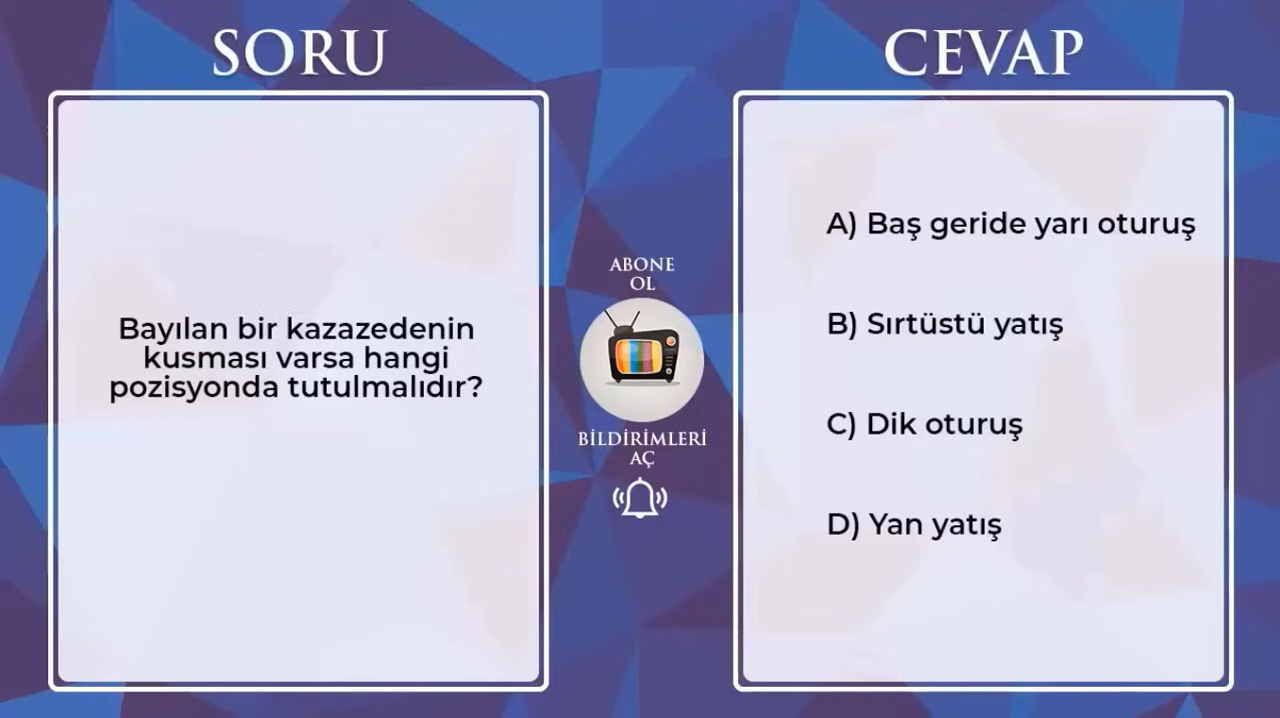 SORU
Bayılan bir kazazedenin
kusması varsa hangi
pozisyonda tutulmalıdır?
ABONE
OL
BİLDİRİMLERİ
AÇ
CEVAP
A) Baş geride yarı oturuş
B) Sırtüstü yatış
C) Dik oturuş
D) Yan yatış